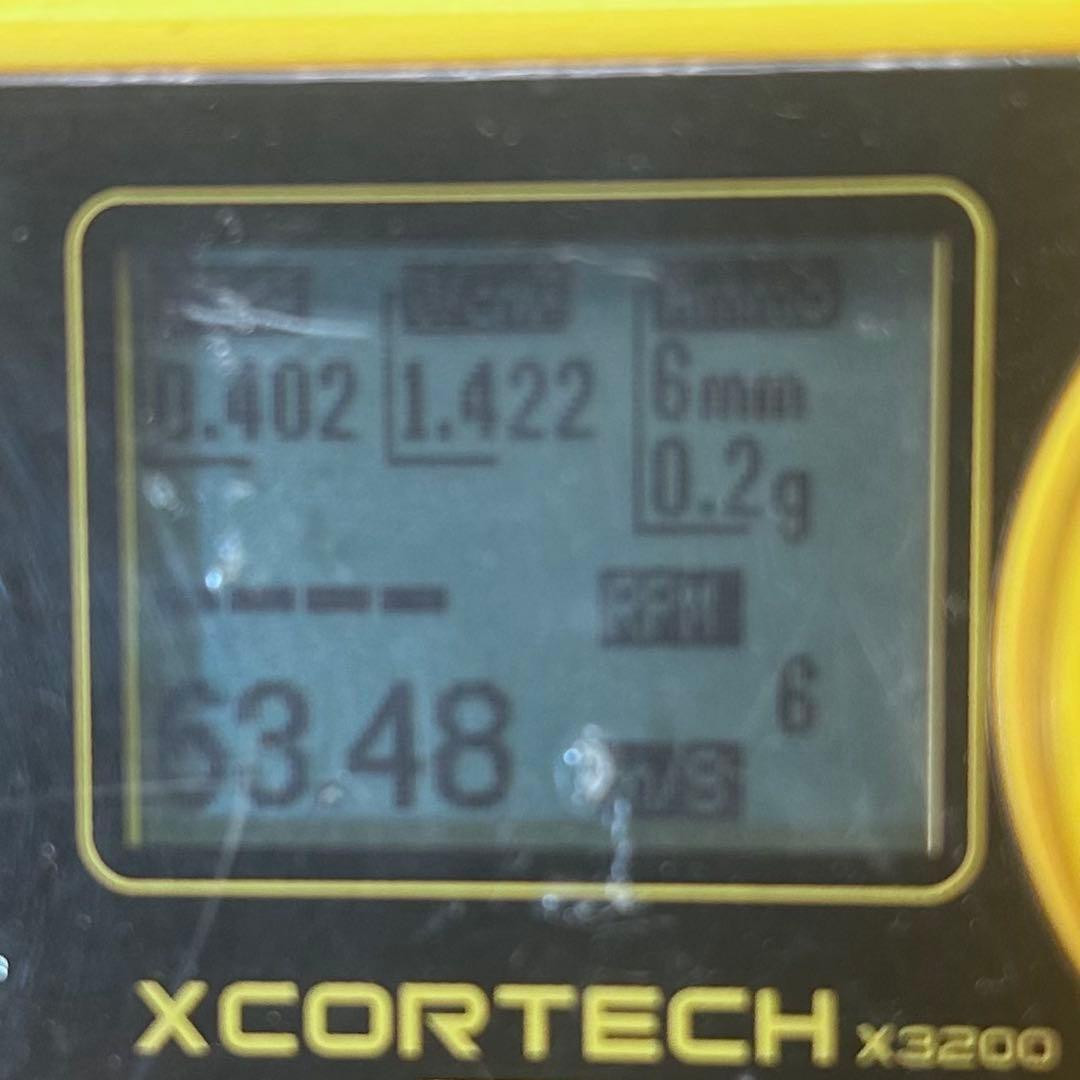 0.402
1.422
6mm
0.2g
----
RPM
63.48
6
M/S
XCORTECH X3200